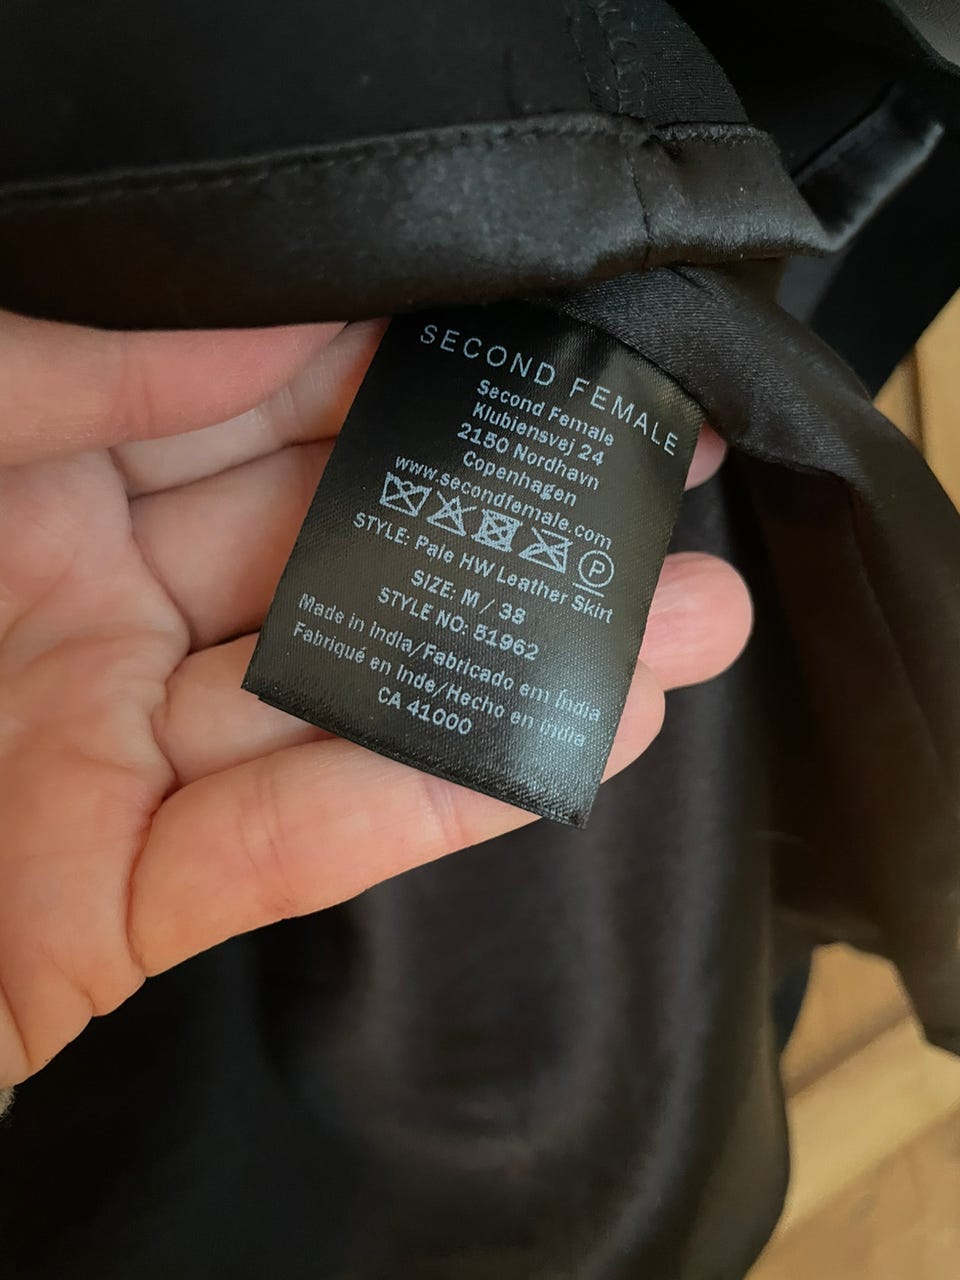 SECOND FEMALE
Second Female
Klubiensvej 24
2150 Nordhavn
Copenhagen
www.secondfemale.com
P
STYLE: Pale HW Leather Skirt
SIZE: M / 38
STYLE NO: 51962
Made in India/Fabricado em Índia
Fabriqué en Inde/Hecho en India
CA 41000